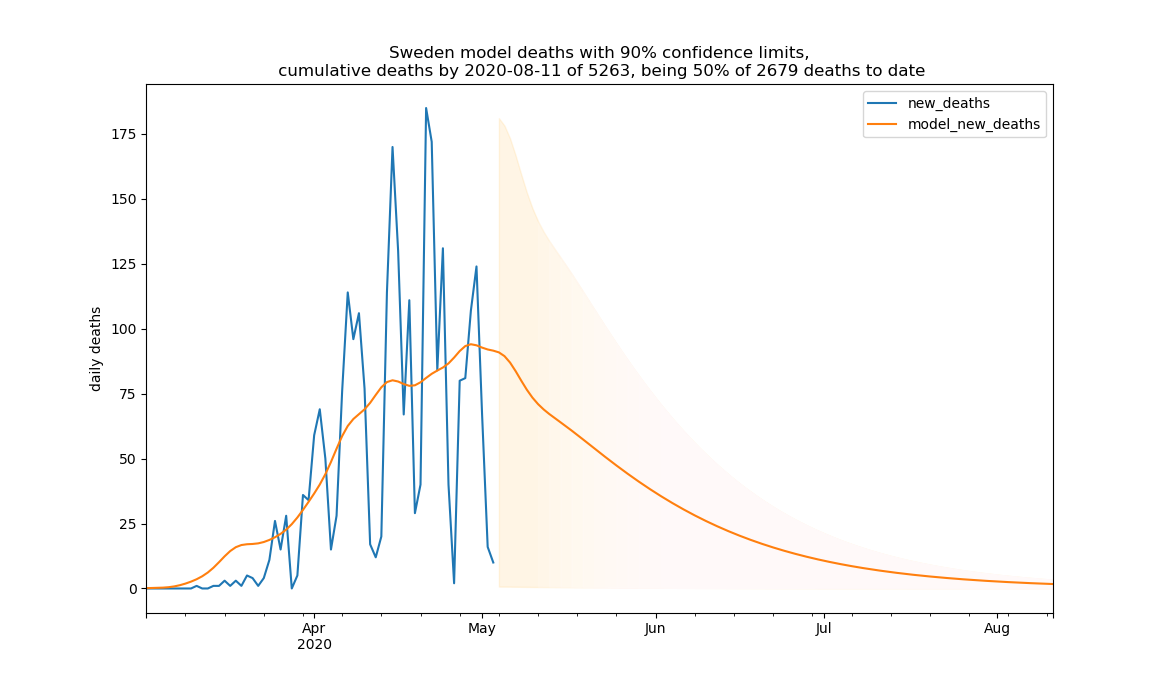 Sweden model deaths with 90% confidence limits,
cumulative deaths by 2020-08-11 of 5263, being 50% of 2679 deaths to date
new_deaths
model_new_deaths
175
150
125
100
75
50
25
0
daily deaths
Apr
2020
May
Jun
Jul
Aug